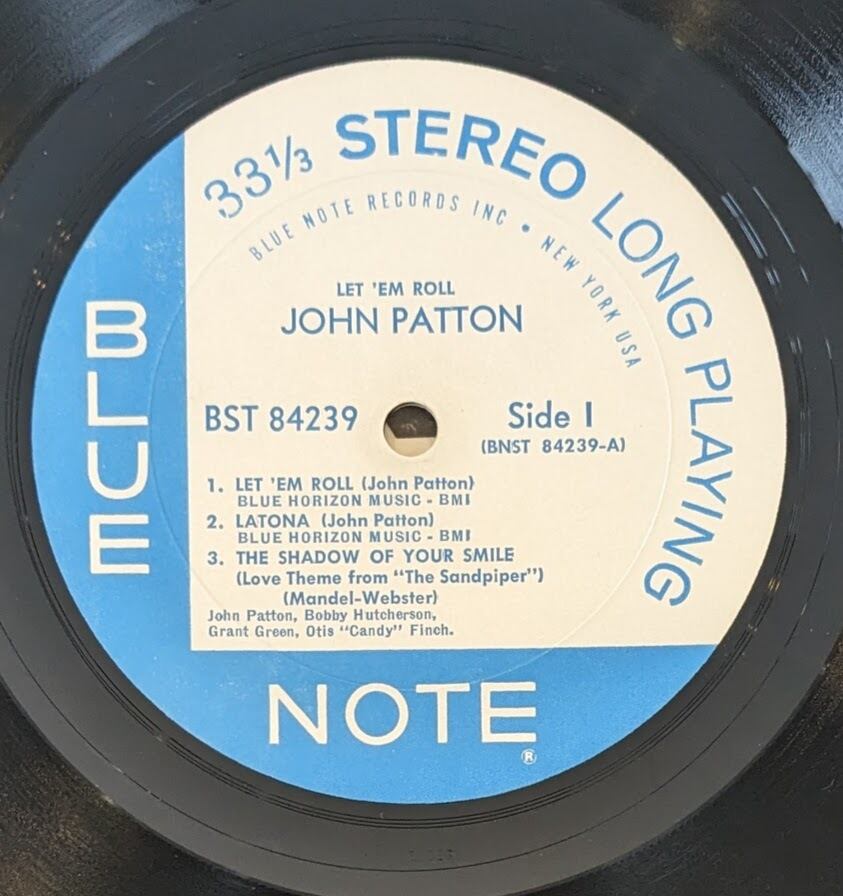 33⅓ STEREO LONG PLAYING
BLUE NOTE RECORDS INC • NEW YORK USA
LET 'EM ROLL
JOHN PATTON
BST 84239
Side 1
(BNST 84239-A)
1. LET 'EM ROLL (John Patton)
BLUE HORIZON MUSIC - BMI
2. LATONA (John Patton)
BLUE HORIZON MUSIC - BMI
3. THE SHADOW OF YOUR SMILE
(Love Theme from "The Sandpiper")
(Mandel-Webster)
John Patton, Bobby Hutcherson,
Grant Green, Otis "Candy" Finch.
BLUE
NOTE
®